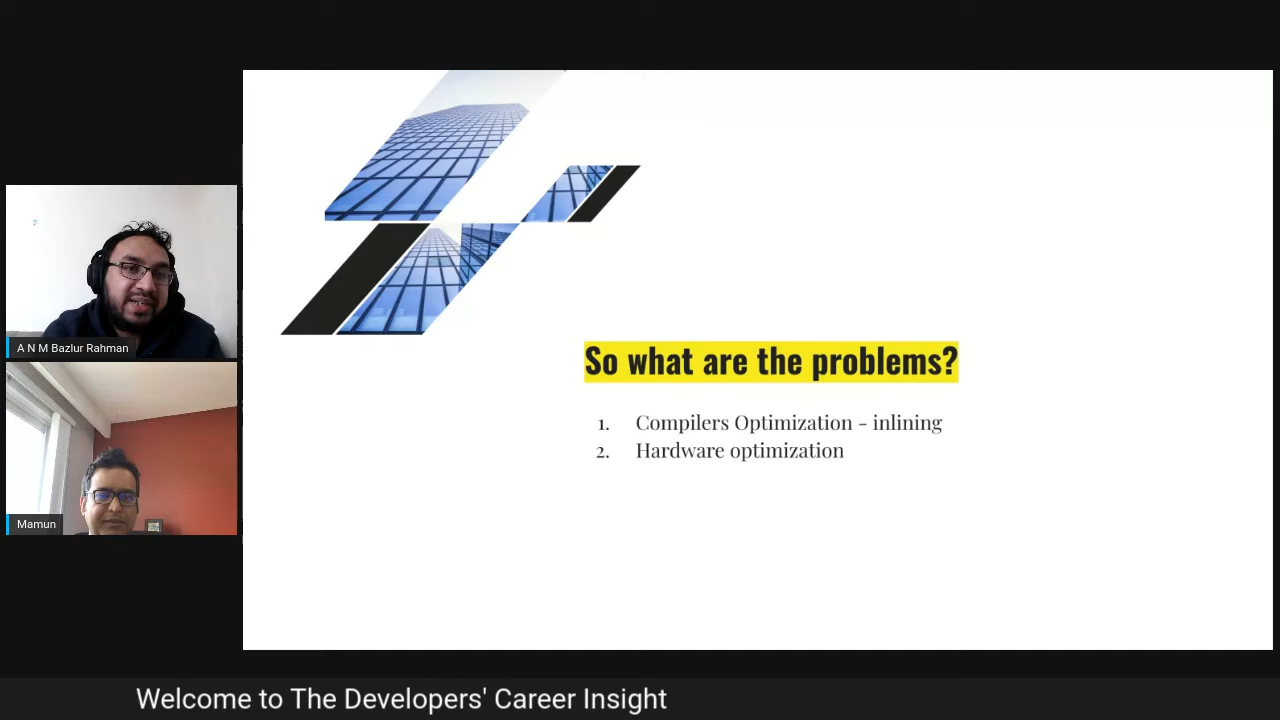 A N M Bazlur Rahman
Mamun
So what are the problems?
1. Compilers Optimization - inlining
2. Hardware optimization
Welcome to The Developers' Career Insight